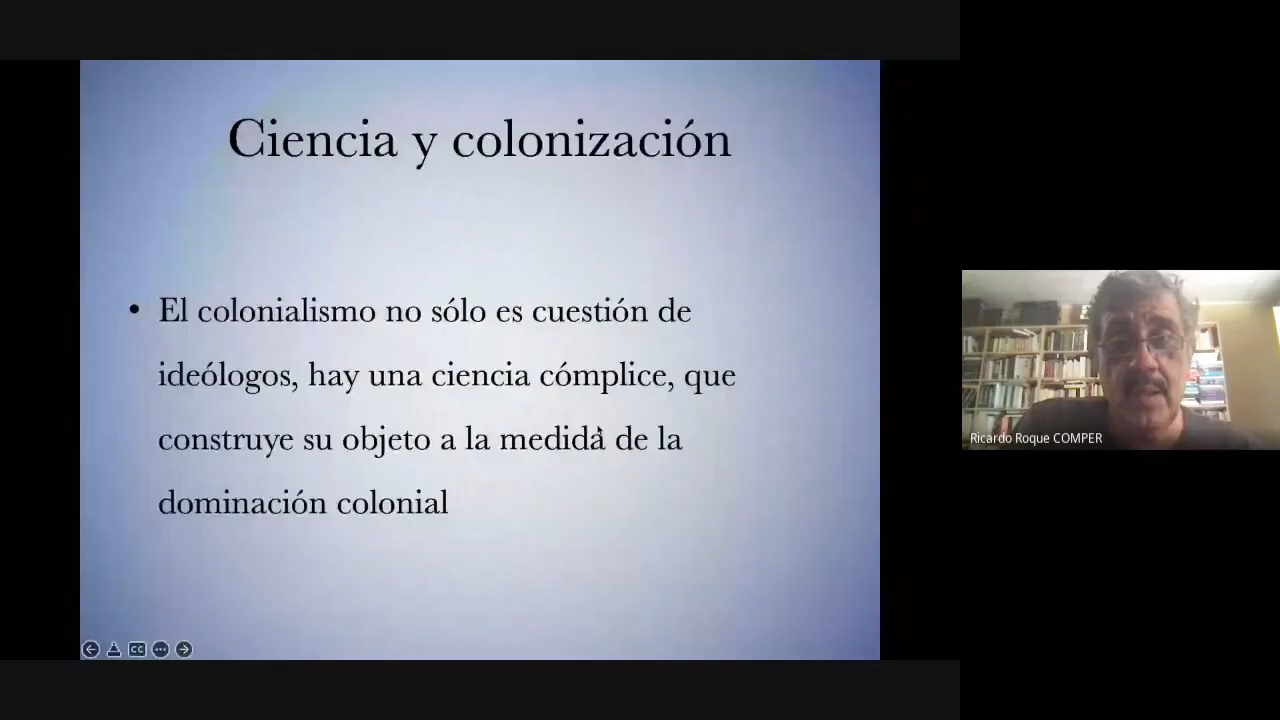 Ciencia y colonización
• El colonialismo no sólo es cuestión de
ideólogos, hay una ciencia cómplice, que
construye su objeto a la medida de la
dominación colonial
CC
Ricardo Roque COMPER